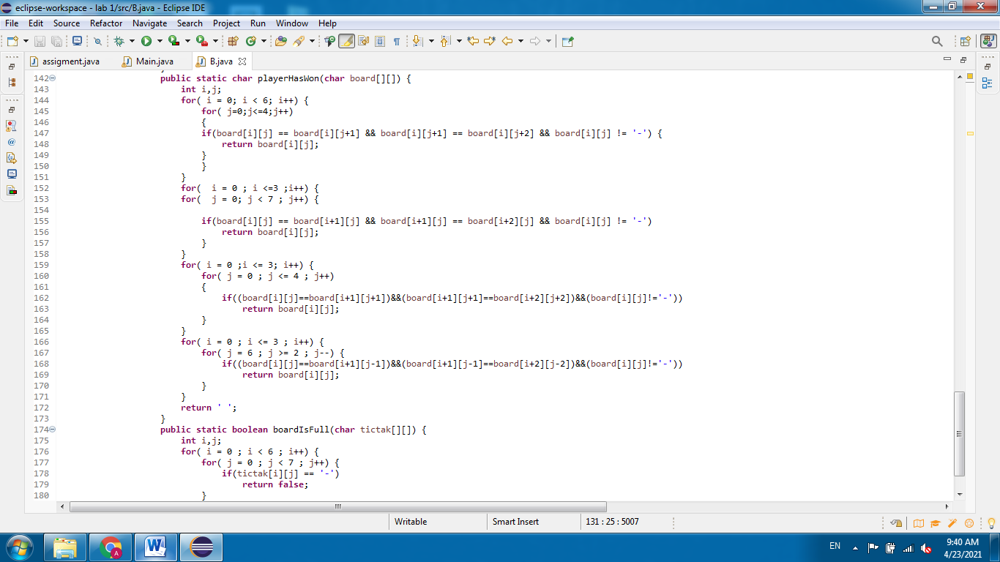 eclipse-workspace - lab 1/src/B.java - Eclipse IDE
File Edit Source Refactor Navigate Search Project Run Window Help
assigment.java Main.java B.java
142 public static char playerHasWon(char board[][]) {
143 int i,j;
144 for( i = 0; i < 6; i++) {
145 for( j=0;j<=4;j++)
146 {
147 if(board[i][j] == board[i][j+1] && board[i][j+1] == board[i][j+2] && board[i][j] != '-') {
148 return board[i][j];
149 }
150 }
151 }
152 for(  i = 0 ; i <=3 ;i++) {
153 for(  j = 0; j < 7 ; j++) {
154
155 if(board[i][j] == board[i+1][j] && board[i+1][j] == board[i+2][j] && board[i][j] != '-')
156 return board[i][j];
157 }
158 }
159 for( i = 0 ;i <= 3; i++) {
160 for( j = 0 ; j <= 4 ; j++)
161 {
162 if((board[i][j]==board[i+1][j+1])&&(board[i+1][j+1]==board[i+2][j+2])&&(board[i][j]!='-'))
163 return board[i][j];
164 }
165 }
166 for( i = 0 ; i <= 3 ; i++) {
167 for( j = 6 ; j >= 2 ; j--) {
168 if((board[i][j]==board[i+1][j-1])&&(board[i+1][j-1]==board[i+2][j-2])&&(board[i][j]!='-'))
169 return board[i][j];
170 }
171 }
172 return ' ';
173 }
174 public static boolean boardIsFull(char tictak[][]) {
175 int i,j;
176 for( i = 0 ; i < 6 ; i++) {
177 for( j = 0 ; j < 7 ; j++) {
178 if(tictak[i][j] == '-')
179 return false;
180 }
Writable Smart Insert 131 : 25 : 5007
EN 9:40 AM
4/23/2021